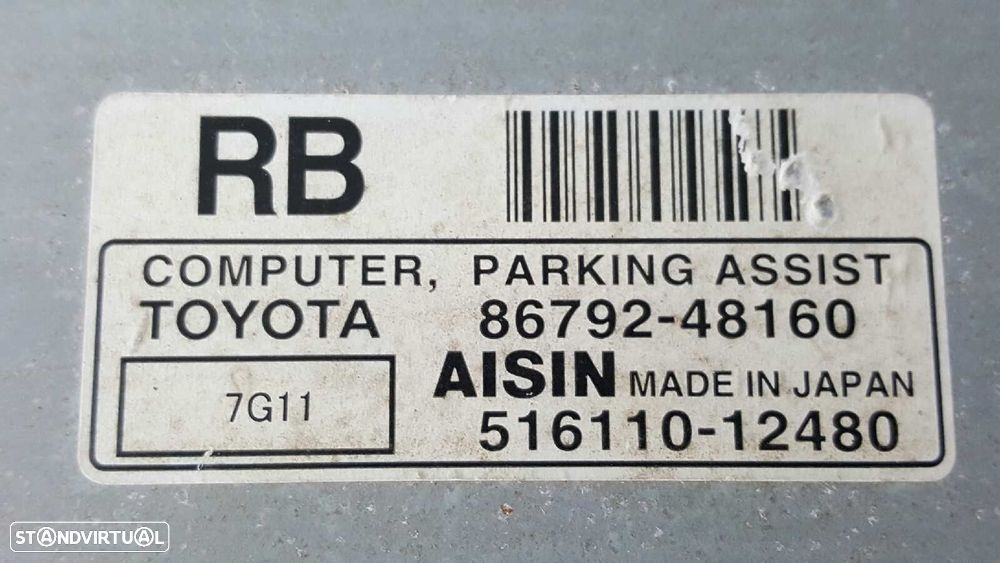 RB
COMPUTER, PARKING ASSIST
TOYOTA 86792-48160
7G11
AISIN MADE IN JAPAN
516110-12480
STANDVIRTUAL